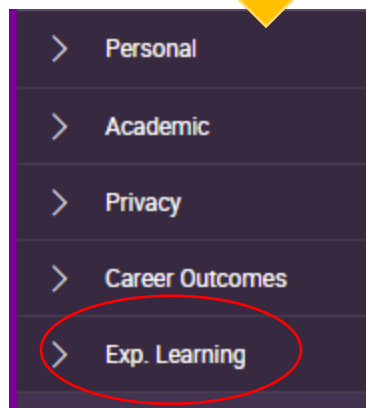 Personal
Academic
Privacy
Career Outcomes
Exp. Learning